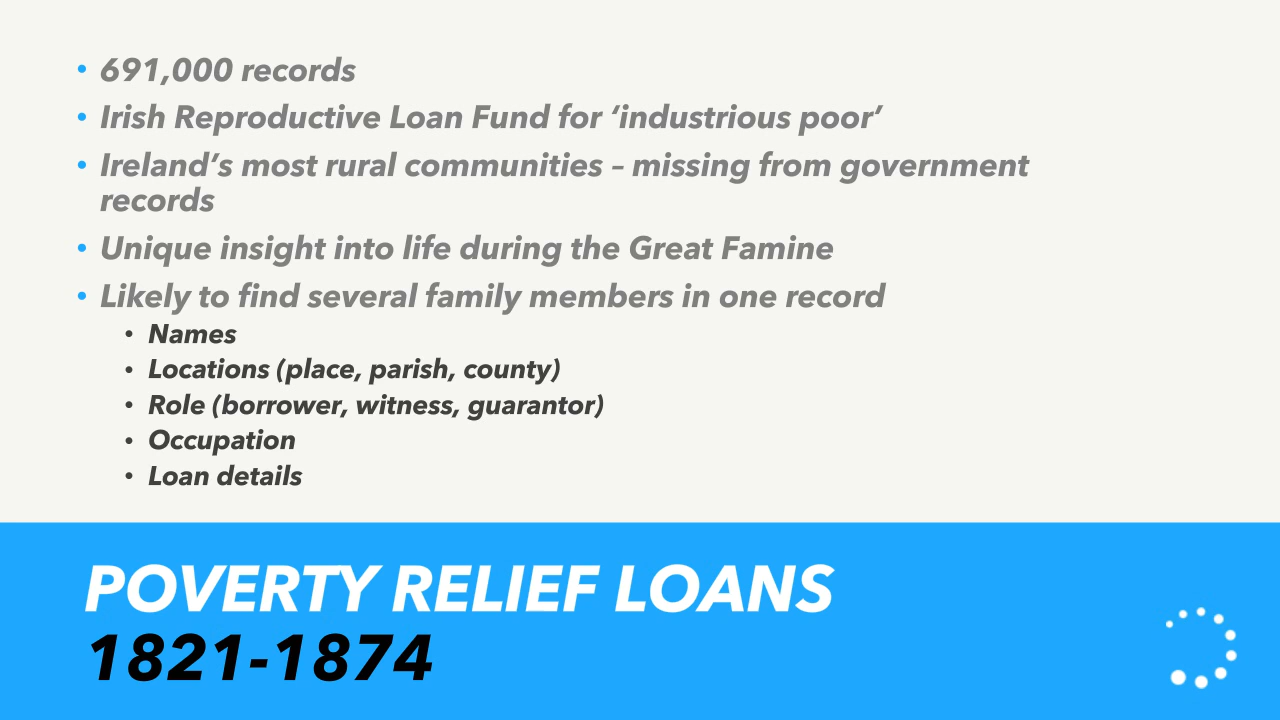 • 691,000 records
• Irish Reproductive Loan Fund for ‘industrious poor’
• Ireland’s most rural communities – missing from government
records
• Unique insight into life during the Great Famine
• Likely to find several family members in one record
• Names
• Locations (place, parish, county)
• Role (borrower, witness, guarantor)
• Occupation
• Loan details
POVERTY RELIEF LOANS
1821-1874